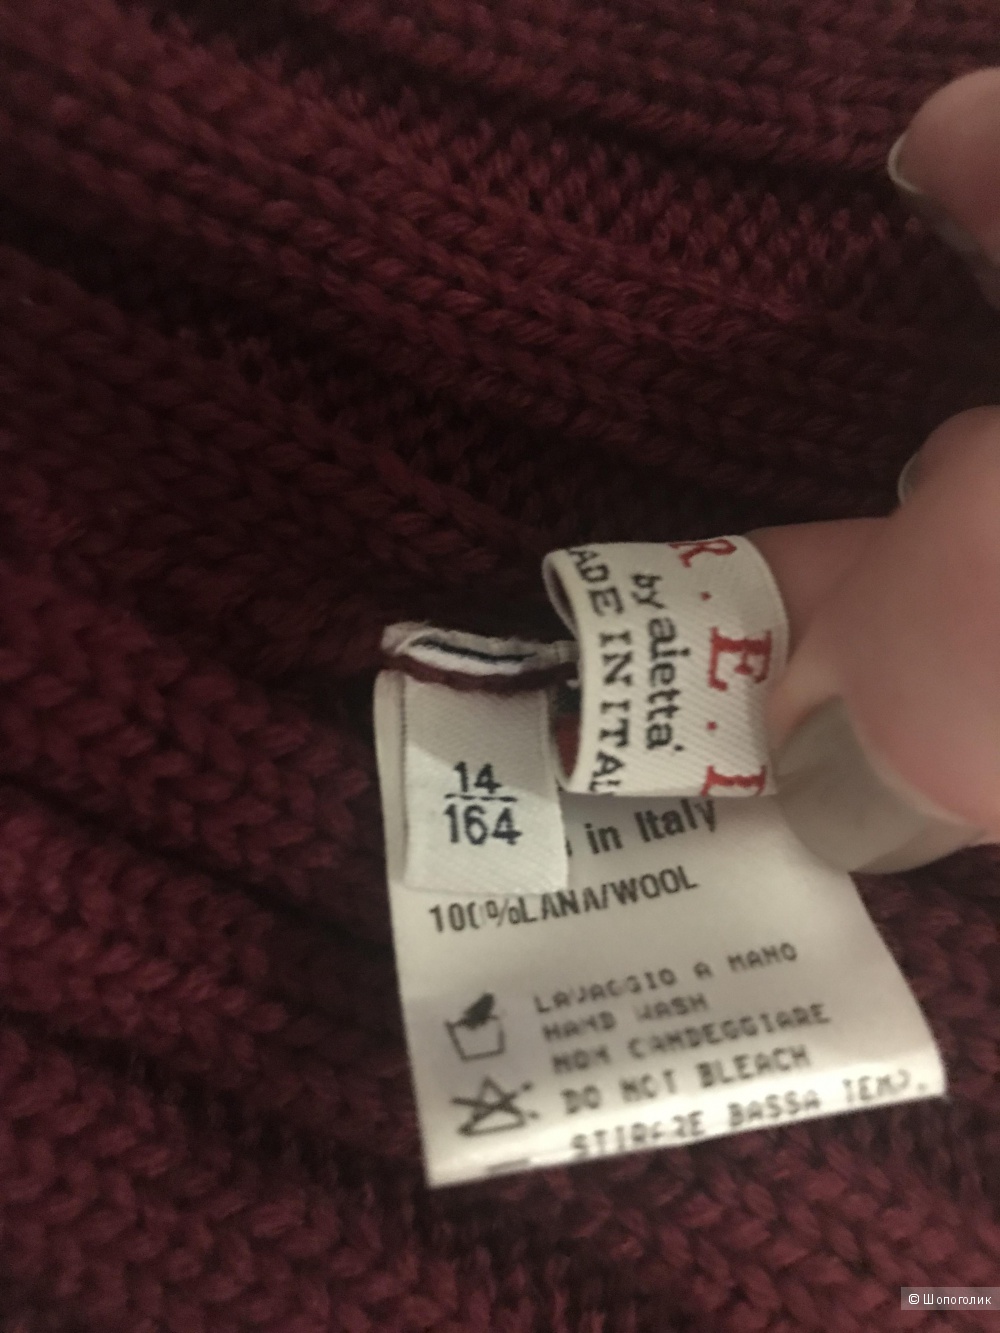 R.E.
by aietta
ADE IN ITAL
14
164
in Italy
100%LANA/WOOL
LAVAGGIO A MANO
HAND WASH
NON CANDEGGIARE
DO NOT BLEACH
STIRARE BASSA TEMP.
© Шопоголик